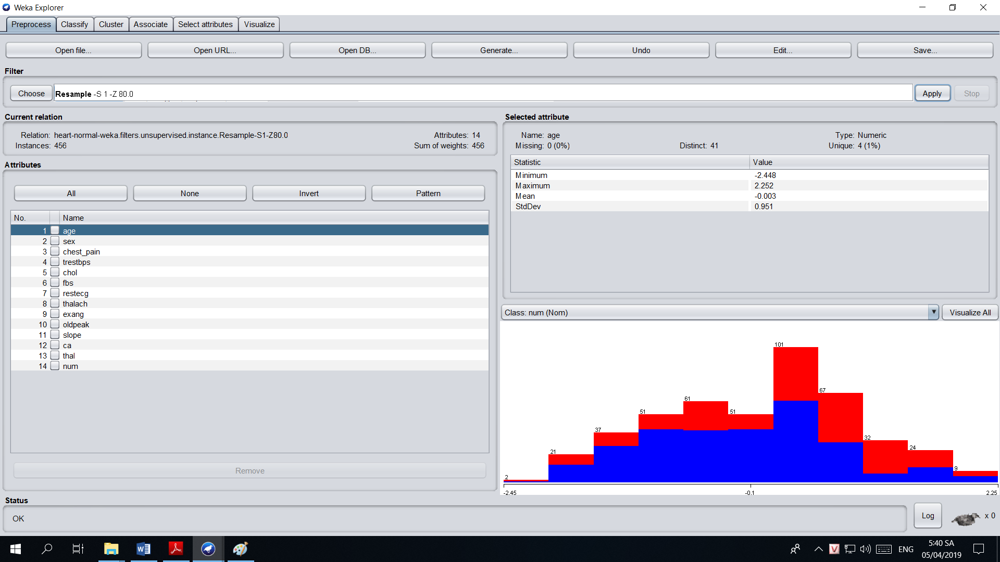 Weka Explorer
Preprocess Classify Cluster Associate Select attributes Visualize
Open file... Open URL... Open DB... Generate... Undo Edit... Save...
Filter
Choose Resample -S 1 -Z 80.0 Apply Stop
Current relation
Relation: heart-normal-weka.filters.unsupervised.instance.Resample-S1-Z80.0 Attributes: 14
Instances: 456 Sum of weights: 456
Attributes
All None Invert Pattern
No. Name
1 age
2 sex
3 chest_pain
4 trestbps
5 chol
6 fbs
7 restecg
8 thalach
9 exang
10 oldpeak
11 slope
12 ca
13 thal
14 num
Remove
Selected attribute
Name: age Type: Numeric
Missing: 0 (0%) Distinct: 41 Unique: 4 (1%)
Statistic Value
Minimum -2.448
Maximum 2.252
Mean -0.003
StdDev 0.951
Class: num (Nom) Visualize All
2 21 37 51 61 51 101 67 32 24 9
-2.45 -0.1 2.25
Status
OK
Log x 0
ENG
5:40 SA
05/04/2019